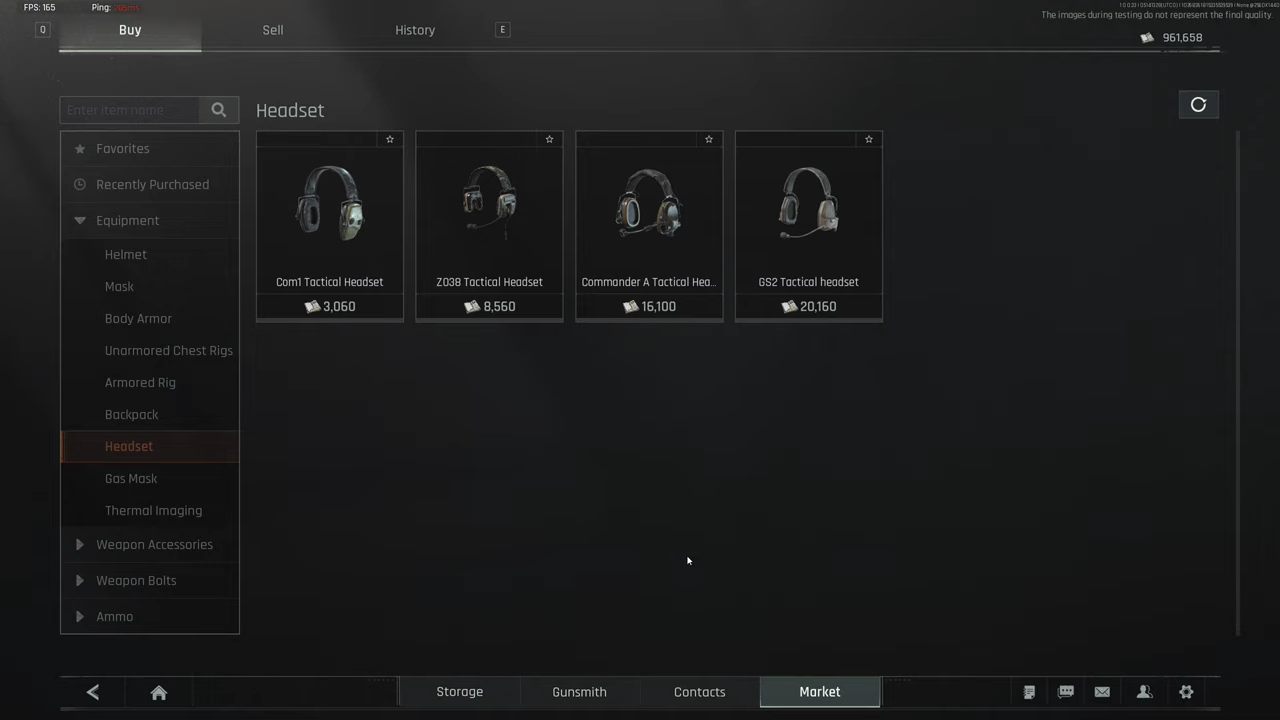 FPS: 165 Ping: 205ms
The images during testing do not represent the final quality.
Q Buy Sell History E
961,658
Enter item name
Headset
Favorites
Recently Purchased
Equipment
Helmet
Mask
Body Armor
Unarmored Chest Rigs
Armored Rig
Backpack
Headset
Gas Mask
Thermal Imaging
Weapon Accessories
Weapon Bolts
Ammo
Com1 Tactical Headset
3,060
Z038 Tactical Headset
8,560
Commander A Tactical Hea...
16,100
GS2 Tactical headset
20,160
Storage Gunsmith Contacts Market